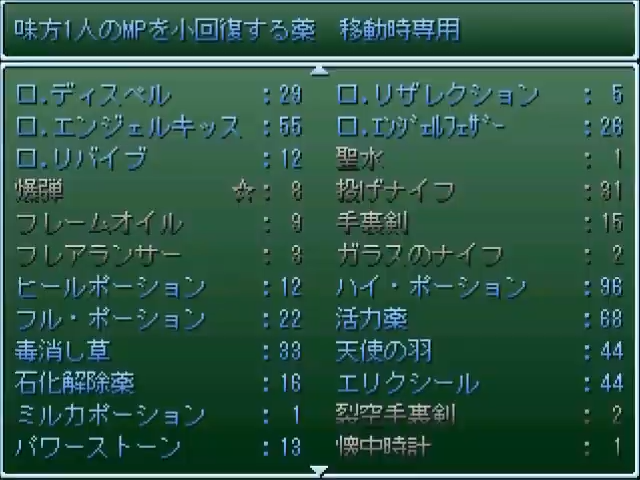 味方1人のMPを小回復する薬　移動時専用
ロ.ディスペル : 29 ロ.リザレクション : 5
ロ.エンジェルキッス : 55 ロ.ｴﾝｼﾞｪﾙﾌｪｻﾞｰ : 26
ロ.リバイブ : 12 聖水 : 1
爆弾 ☆: 8 投げナイフ : 31
フレームオイル : 9 手裏剣 : 15
フレアランサー : 3 ガラスのナイフ : 2
ヒールポーション : 12 ハイ・ポーション : 96
フル・ポーション : 22 活力薬 : 68
毒消し草 : 33 天使の羽 : 44
石化解除薬 : 16 エリクシール : 44
ミルカポーション : 1 裂空手裏剣 : 2
パワーストーン : 13 懐中時計 : 1